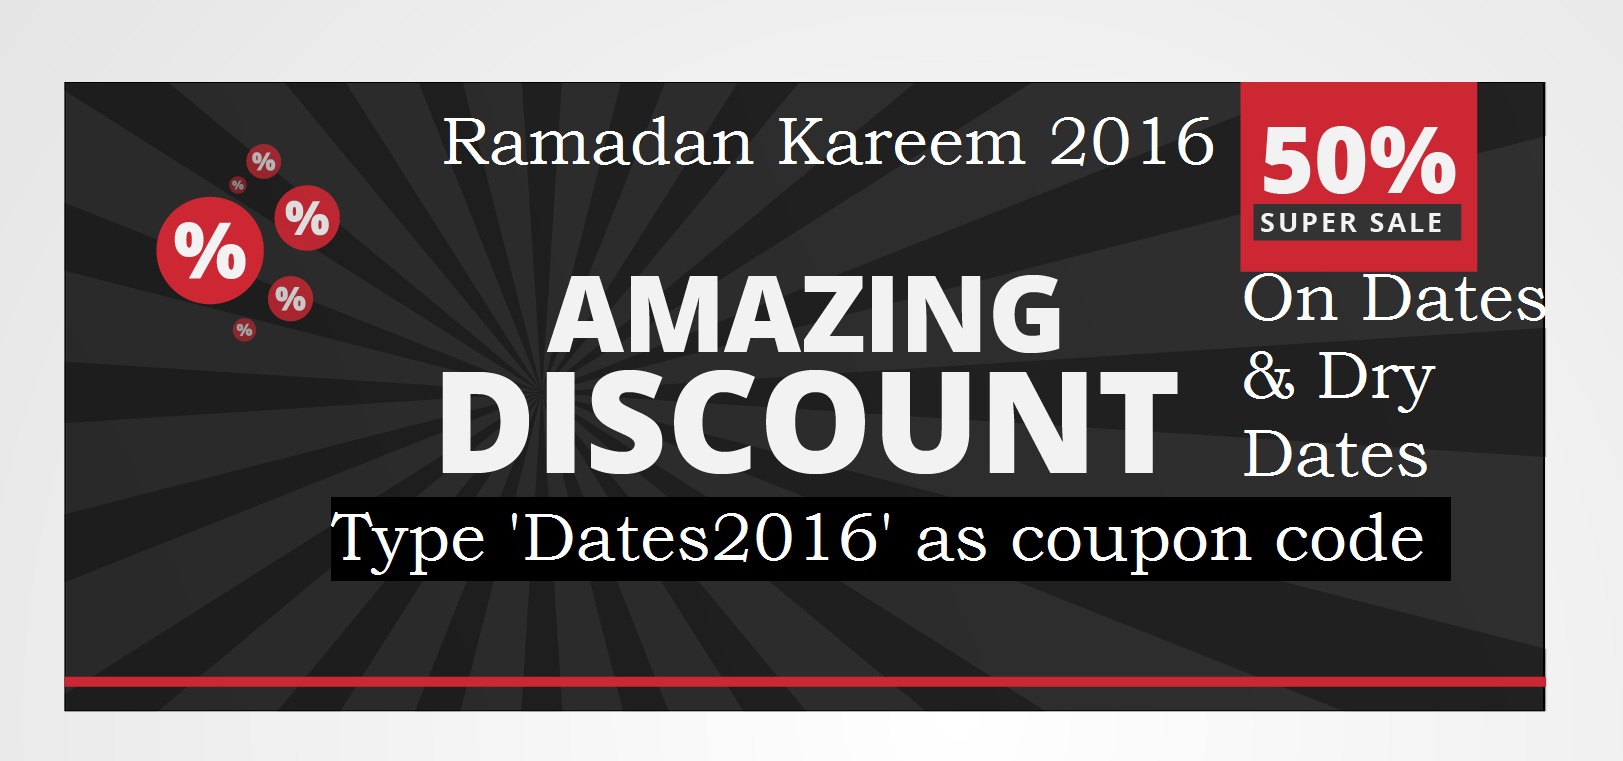 Ramadan Kareem 2016
50%
SUPER SALE
%
%
%
%
%
%
On Dates
& Dry
Dates
AMAZING
DISCOUNT
Type 'Dates2016' as coupon code